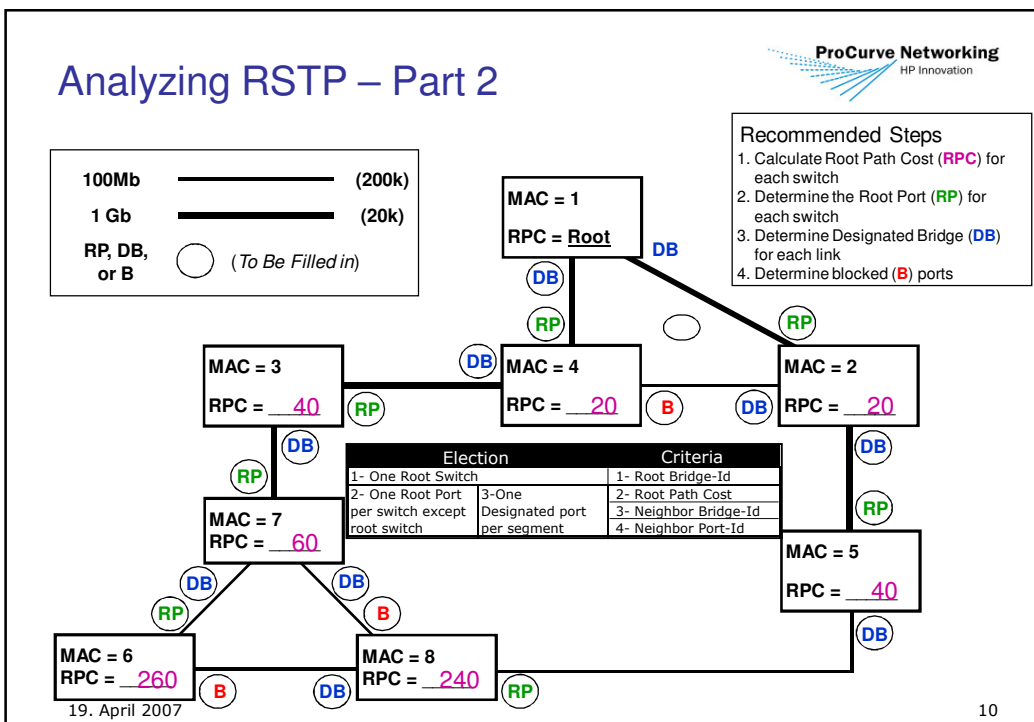 Analyzing RSTP – Part 2
ProCurve Networking
HP Innovation
Recommended Steps
1. Calculate Root Path Cost (RPC) for
each switch
2. Determine the Root Port (RP) for
each switch
3. Determine Designated Bridge (DB)
for each link
4. Determine blocked (B) ports
100Mb (200k)
1 Gb (20k)
RP, DB,
or B (To Be Filled in)
MAC = 1
RPC = Root
DB
DB
RP
RP
MAC = 3
RPC = 40
RP
DB
MAC = 4
RPC = 20
B
DB
MAC = 2
RPC = 20
DB
DB
RP
RP
MAC = 7
RPC = 60
Election Criteria
1- One Root Switch 1- Root Bridge-Id
2- One Root Port
per switch except
root switch
3-One
Designated port
per segment
2- Root Path Cost
3- Neighbor Bridge-Id
4- Neighbor Port-Id
MAC = 5
RPC = 40
DB
DB
DB
RP
B
MAC = 6
RPC = 260
B
DB
MAC = 8
RPC = 240
RP
19. April 2007
10